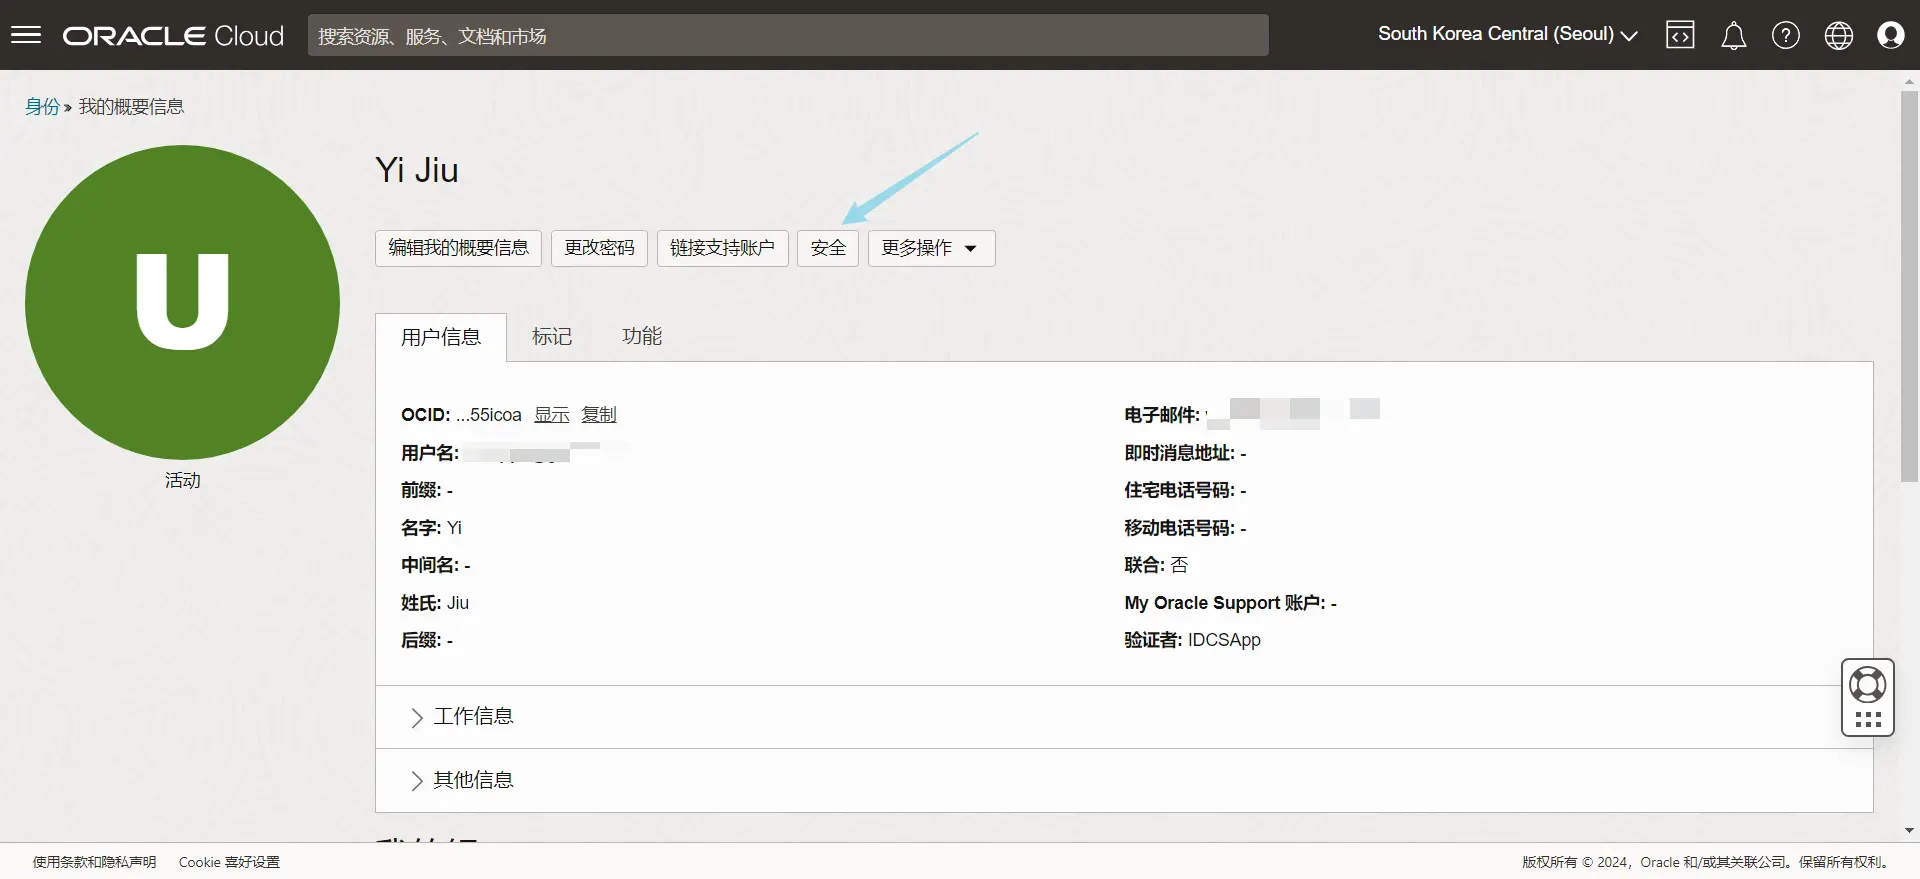 ORACLE Cloud
搜索资源、服务、文档和市场
South Korea Central (Seoul)
身份 » 我的概要信息
U
活动
Yi Jiu
编辑我的概要信息
更改密码
链接支持账户
安全
更多操作
用户信息
标记
功能
OCID: ...55icoa 显示 复制
用户名:
前缀: -
名字: Yi
中间名: -
姓氏: Jiu
后缀: -
电子邮件:
即时消息地址: -
住宅电话号码: -
移动电话号码: -
联合: 否
My Oracle Support 账户: -
验证者: IDCSApp
工作信息
其他信息
使用条款和隐私声明
Cookie 喜好设置
版权所有 © 2024，Oracle 和/或其关联公司。保留所有权利。